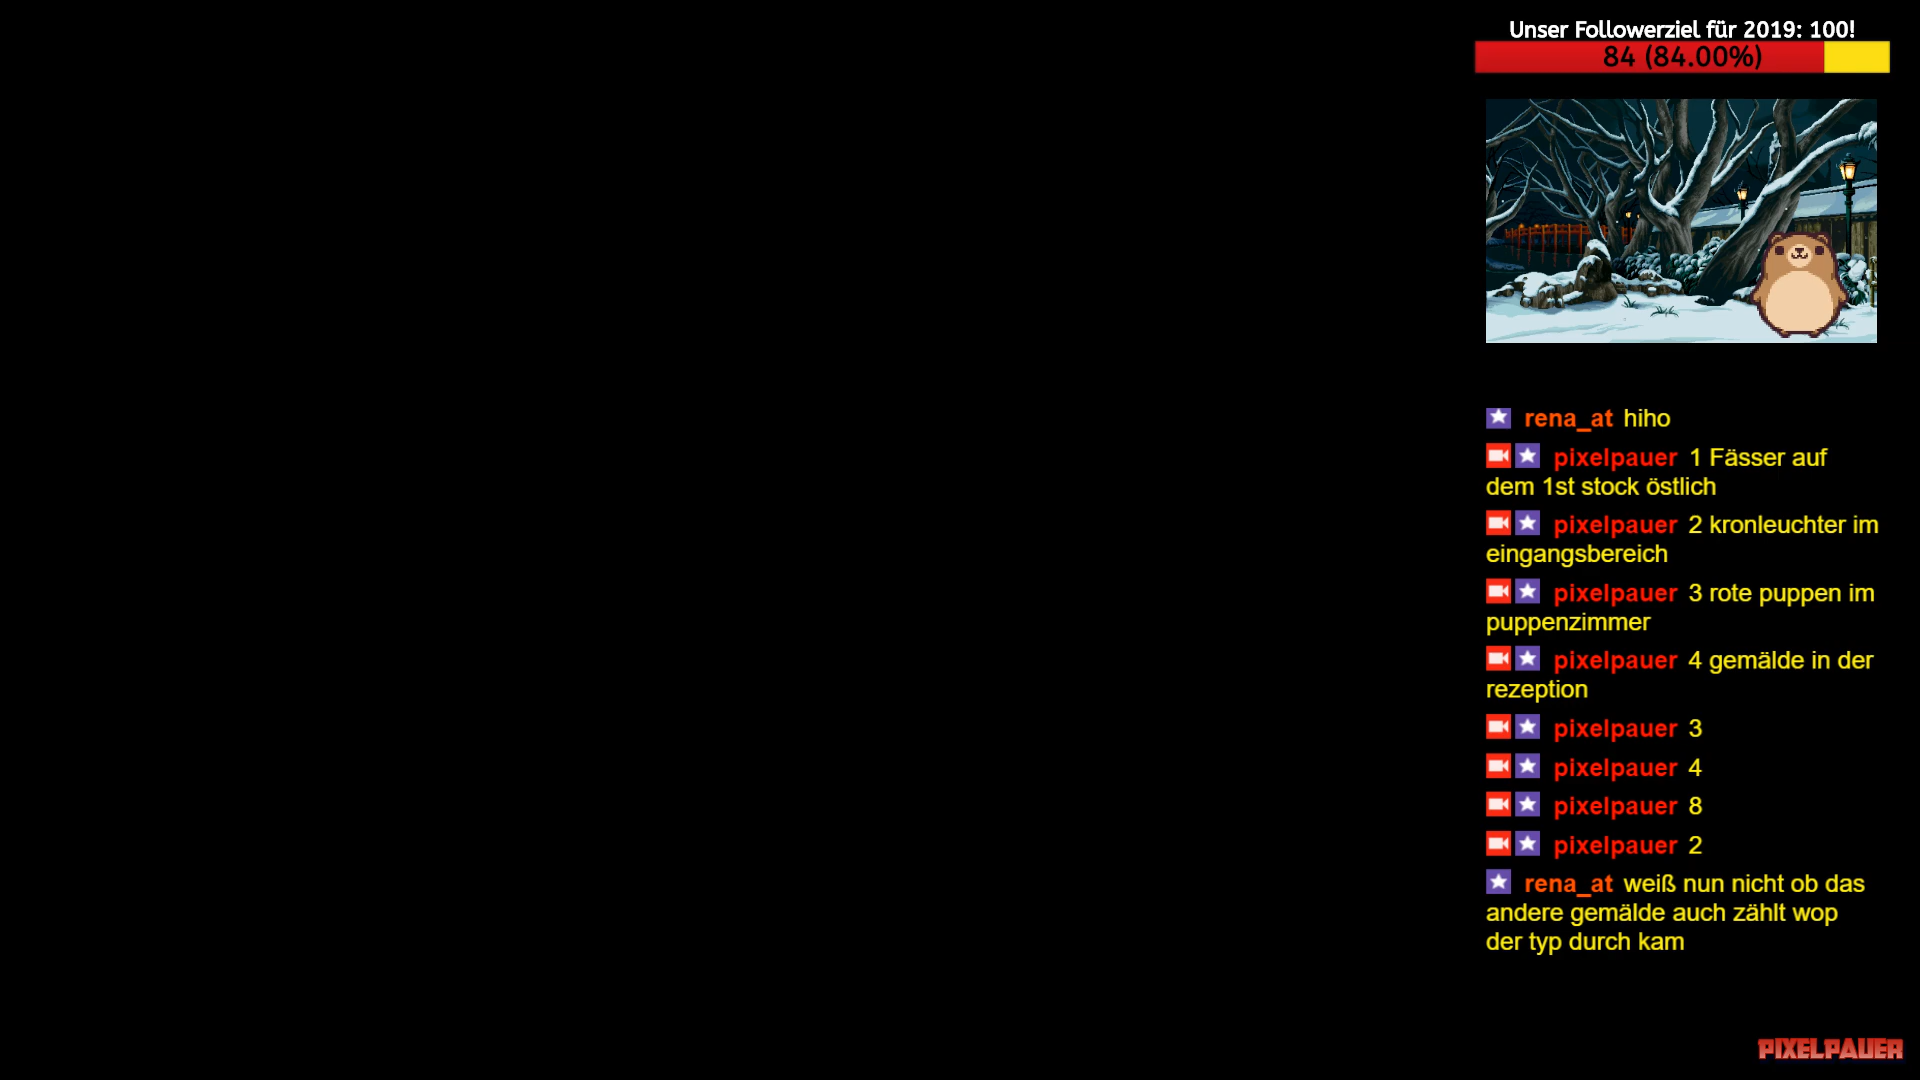 Unser Followerziel für 2019: 100!
84 (84.00%)
rena_at hiho
pixelpauer 1 Fässer auf
dem 1st stock östlich
pixelpauer 2 kronleuchter im
eingangsbereich
pixelpauer 3 rote puppen im
puppenzimmer
pixelpauer 4 gemälde in der
rezeption
pixelpauer 3
pixelpauer 4
pixelpauer 8
pixelpauer 2
rena_at weiß nun nicht ob das
andere gemälde auch zählt wop
der typ durch kam
PIXELPAUER